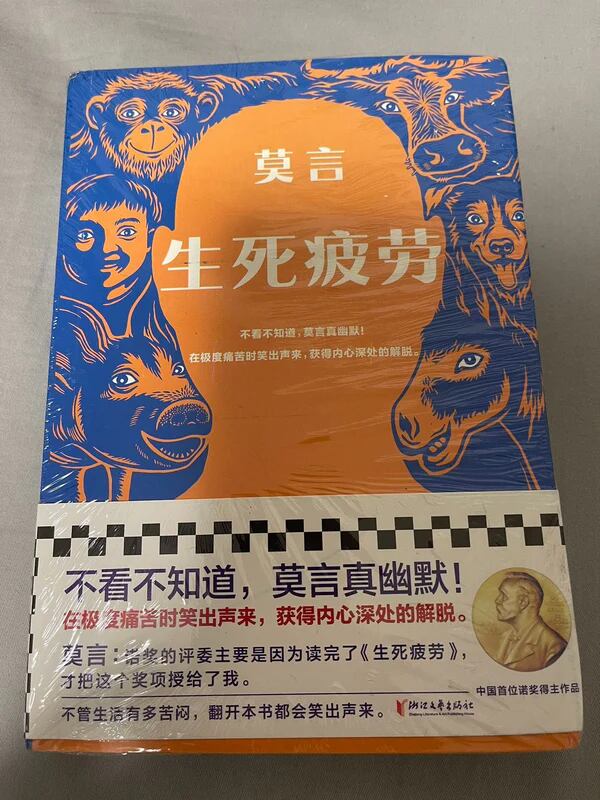 莫言
生死疲劳
不看不知道，莫言真幽默！
在极度痛苦时笑出声来，获得内心深处的解脱。
不看不知道，莫言真幽默！
在极度痛苦时笑出声来，获得内心深处的解脱。
莫言：诺奖的评委主要是因为读完了《生死疲劳》，
才把这个奖项授给了我。
不管生活有多苦闷，翻开本书都会笑出声来。
中国首位诺奖得主作品
浙江文艺出版社
Zhejiang Literature & Art Publishing House